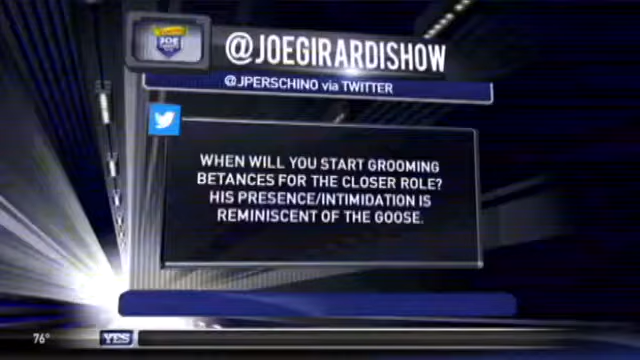 @JOEGIRARDISHOW
@JPERSCHINO via TWITTER
WHEN WILL YOU START GROOMING
BETANCES FOR THE CLOSER ROLE?
HIS PRESENCE/INTIMIDATION IS
REMINISCENT OF THE GOOSE.
76° YES